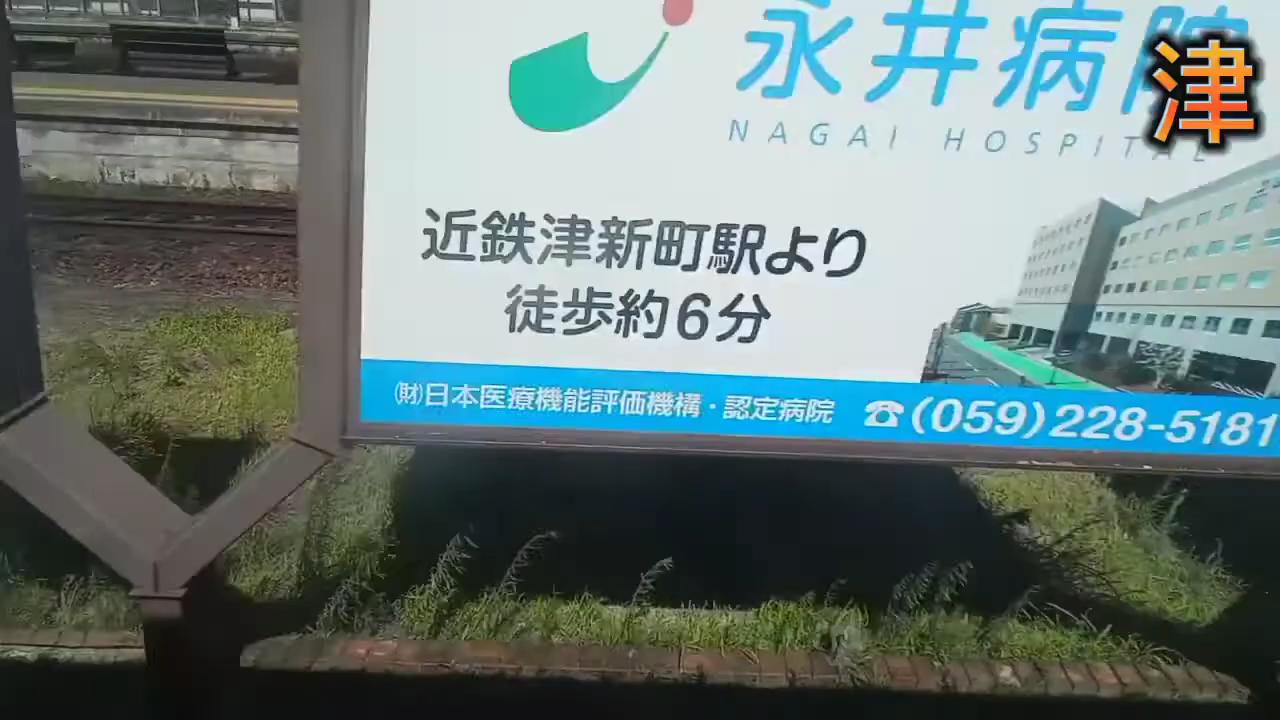 永井病院
津
NAGAI HOSPITAL
近鉄津新町駅より
徒歩約6分
(財)日本医療機能評価機構・認定病院 ☎(059)228-5181